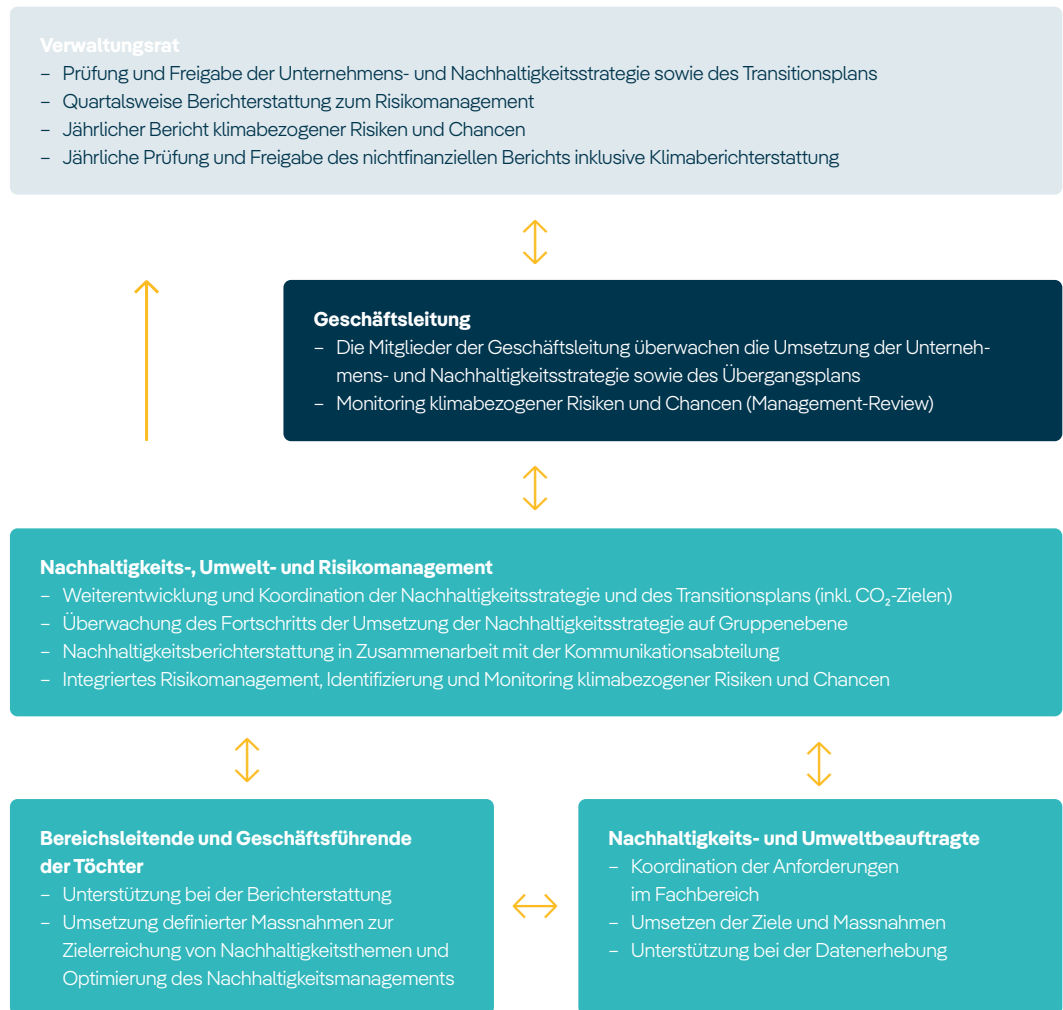 Verwaltungsrat
– Prüfung und Freigabe der Unternehmens- und Nachhaltigkeitsstrategie sowie des Transitionsplans
– Quartalsweise Berichterstattung zum Risikomanagement
– Jährlicher Bericht klimabezogener Risiken und Chancen
– Jährliche Prüfung und Freigabe des nichtfinanziellen Berichts inklusive Klimaberichterstattung
Geschäftsleitung
– Die Mitglieder der Geschäftsleitung überwachen die Umsetzung der Unterneh-
mens- und Nachhaltigkeitsstrategie sowie des Übergangsplans
– Monitoring klimabezogener Risiken und Chancen (Management-Review)
Nachhaltigkeits-, Umwelt- und Risikomanagement
– Weiterentwicklung und Koordination der Nachhaltigkeitsstrategie und des Transitionsplans (inkl. CO₂-Zielen)
– Überwachung des Fortschritts der Umsetzung der Nachhaltigkeitsstrategie auf Gruppenebene
– Nachhaltigkeitsberichterstattung in Zusammenarbeit mit der Kommunikationsabteilung
– Integriertes Risikomanagement, Identifizierung und Monitoring klimabezogener Risiken und Chancen
Bereichsleitende und Geschäftsführende
der Töchter
– Unterstützung bei der Berichterstattung
– Umsetzung definierter Massnahmen zur
Zielerreichung von Nachhaltigkeitsthemen und
Optimierung des Nachhaltigkeitsmanagements
Nachhaltigkeits- und Umweltbeauftragte
– Koordination der Anforderungen
im Fachbereich
– Umsetzen der Ziele und Massnahmen
– Unterstützung bei der Datenerhebung